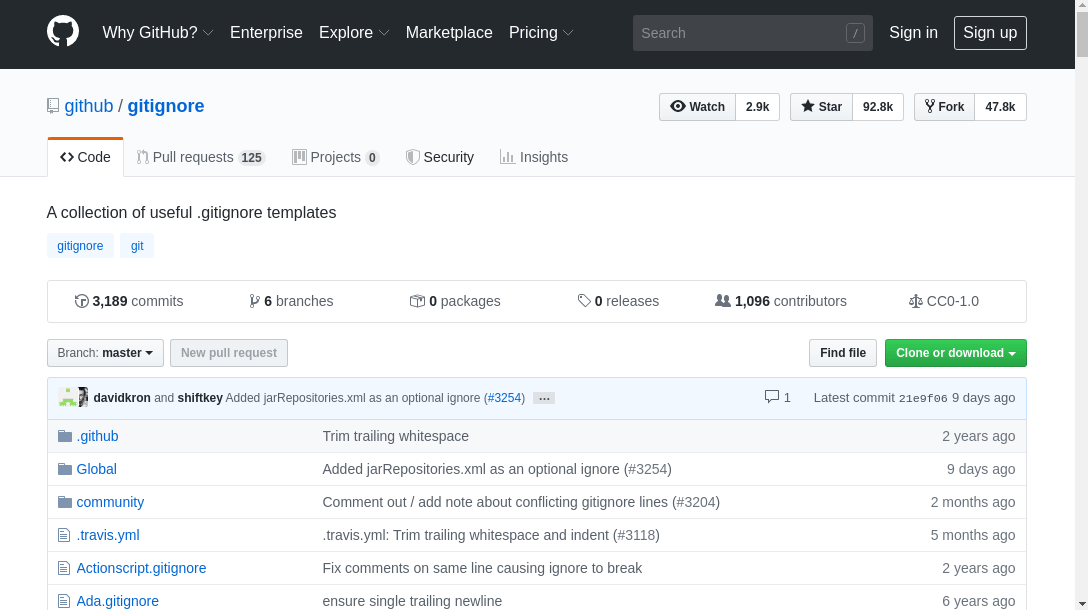 Why GitHub? Enterprise Explore Marketplace Pricing Search / Sign in Sign up
github / gitignore Watch 2.9k Star 92.8k Fork 47.8k
Code Pull requests 125 Projects 0 Security Insights
A collection of useful .gitignore templates
gitignore git
3,189 commits 6 branches 0 packages 0 releases 1,096 contributors CC0-1.0
Branch: master New pull request Find file Clone or download
davidkron and shiftkey Added jarRepositories.xml as an optional ignore (#3254) … 1 Latest commit 21e9f06 9 days ago
.github Trim trailing whitespace 2 years ago
Global Added jarRepositories.xml as an optional ignore (#3254) 9 days ago
community Comment out / add note about conflicting gitignore lines (#3204) 2 months ago
.travis.yml .travis.yml: Trim trailing whitespace and indent (#3118) 5 months ago
Actionscript.gitignore Fix comments on same line causing ignore to break 2 years ago
Ada.gitignore ensure single trailing newline 6 years ago